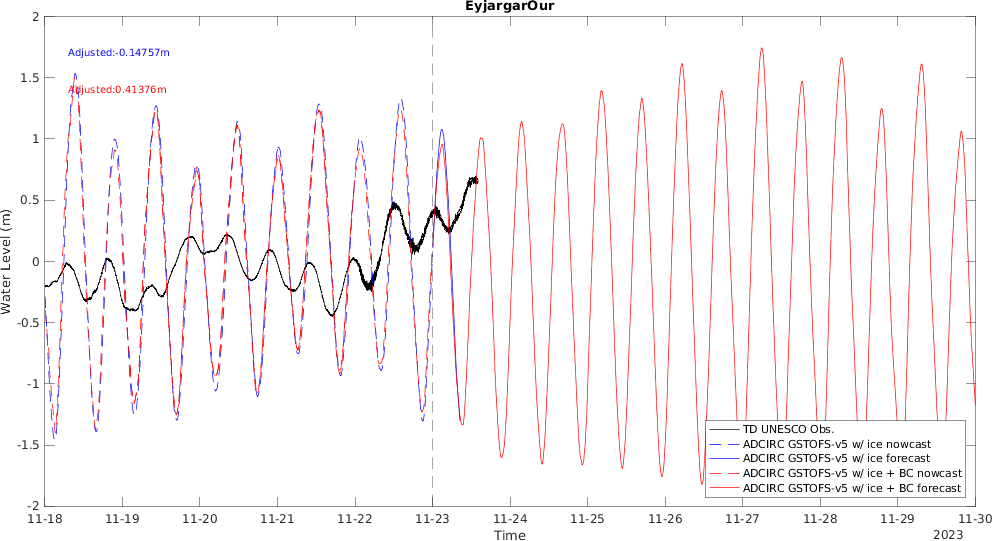 EyjargarOur
Adjusted:-0.14757m
Adjusted:0.41376m
Water Level (m)
2
1.5
1
0.5
0
-0.5
-1
-1.5
-2
11-18
11-19
11-20
11-21
11-22
11-23
11-24
11-25
11-26
11-27
11-28
11-29
11-30
Time
2023
TD UNESCO Obs.
ADCIRC GSTOFS-v5 w/ ice nowcast
ADCIRC GSTOFS-v5 w/ ice forecast
ADCIRC GSTOFS-v5 w/ ice + BC nowcast
ADCIRC GSTOFS-v5 w/ ice + BC forecast